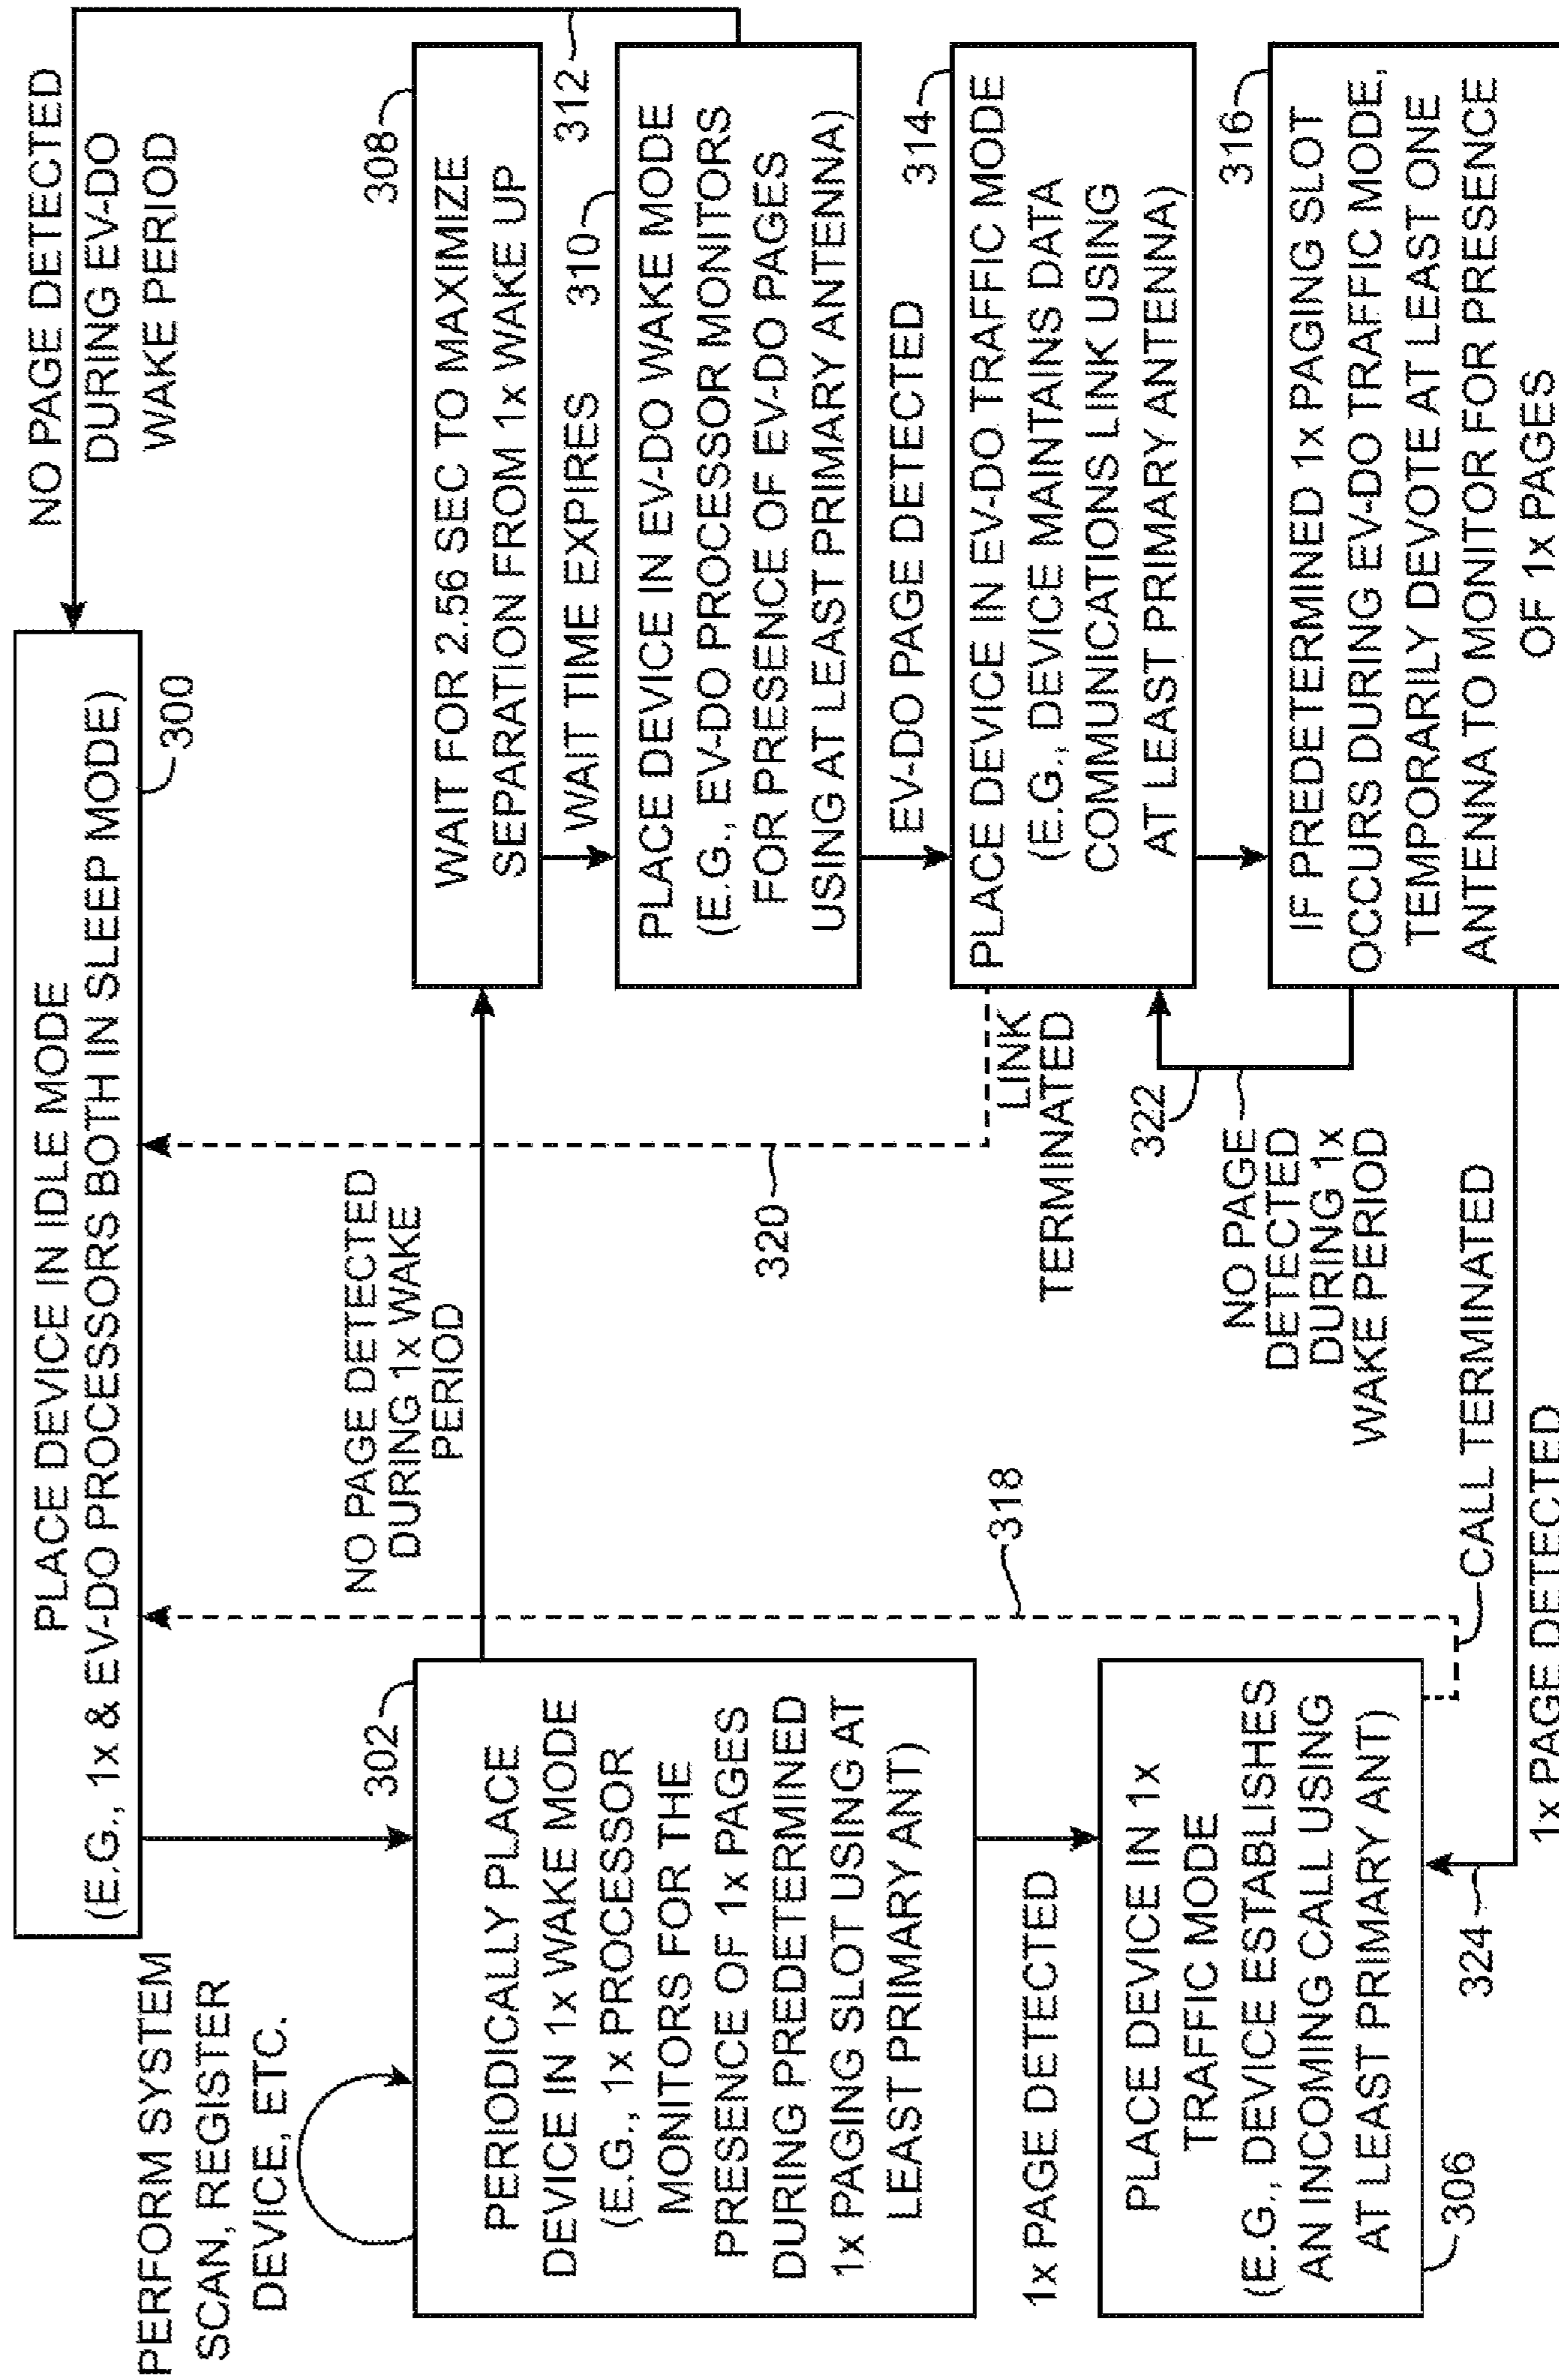 PLACE DEVICE IN IDLE MODE
(E.G., 1x & EV-DO PROCESSORS BOTH IN SLEEP MODE)
300
NO PAGE DETECTED
DURING EV-DO
WAKE PERIOD
312
PERFORM SYSTEM
SCAN, REGISTER
DEVICE, ETC.
302
PERIODICALLY PLACE
DEVICE IN 1x WAKE MODE
(E.G., 1x PROCESSOR
MONITORS FOR THE
PRESENCE OF 1x PAGES
DURING PREDETERMINED
1x PAGING SLOT USING AT
LEAST PRIMARY ANT)
NO PAGE DETECTED
DURING 1x WAKE
PERIOD
308
WAIT FOR 2.56 SEC TO MAXIMIZE
SEPARATION FROM 1x WAKE UP
WAIT TIME EXPIRES
310
PLACE DEVICE IN EV-DO WAKE MODE
(E.G., EV-DO PROCESSOR MONITORS
FOR PRESENCE OF EV-DO PAGES
USING AT LEAST PRIMARY ANTENNA)
EV-DO PAGE DETECTED
314
PLACE DEVICE IN EV-DO TRAFFIC MODE
(E.G., DEVICE MAINTAINS DATA
COMMUNICATIONS LINK USING
AT LEAST PRIMARY ANTENNA)
320
LINK
TERMINATED
316
IF PREDETERMINED 1x PAGING SLOT
OCCURS DURING EV-DO TRAFFIC MODE,
TEMPORARILY DEVOTE AT LEAST ONE
ANTENNA TO MONITOR FOR PRESENCE
OF 1x PAGES
322
NO PAGE
DETECTED
DURING 1x
WAKE PERIOD
1x PAGE DETECTED
PLACE DEVICE IN 1x
TRAFFIC MODE
(E.G., DEVICE ESTABLISHES
AN INCOMING CALL USING
AT LEAST PRIMARY ANT)
306
318
CALL TERMINATED
324
1x PAGE DETECTED